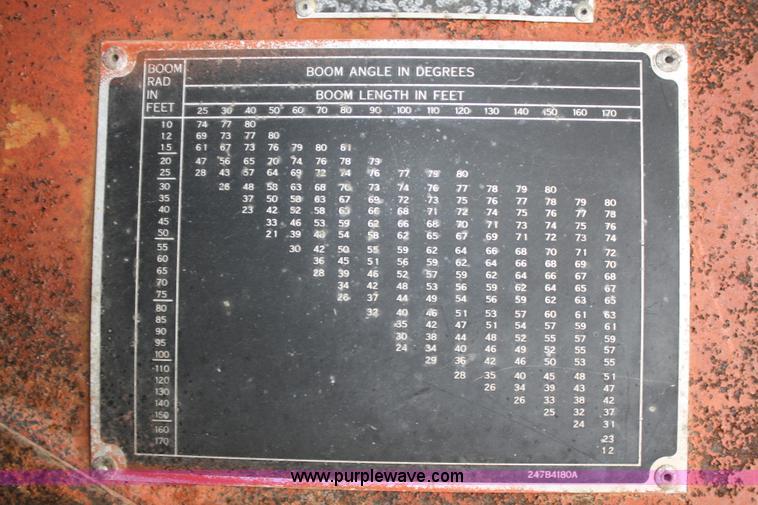 BOOM RAD IN FEET
BOOM ANGLE IN DEGREES
BOOM LENGTH IN FEET
25 30 40 50 60 70 80 90 100 110 120 130 140 150 160 170
10 74 77 80
12 69 73 77 80
15 61 67 73 76 79 80 81
20 47 56 65 70 74 76 78 79
25 28 43 57 64 69 72 74 76 77 79 80
30 26 48 58 63 68 70 73 74 76 77 78 79 80
35 37 50 58 63 67 69 72 73 75 76 77 78 79 80
40 23 42 52 58 63 66 68 71 72 74 75 76 77 78
45 33 46 53 59 62 66 68 70 71 73 74 75 76
50 21 39 48 54 58 62 65 67 69 71 72 73 74
55 30 42 50 55 59 62 64 66 68 70 71 72
60 36 45 51 56 59 62 64 66 68 69 70
65 28 39 46 52 57 59 62 64 66 67 68
70 34 42 48 53 56 59 62 64 65 67
75 26 37 44 49 54 56 59 62 63 65
80 32 40 46 51 53 57 60 61 63
85 35 42 47 51 54 57 59 61
90 30 38 44 48 52 55 57 59
95 24 34 40 46 49 52 55 57
100 29 36 42 46 50 53 55
110 28 35 40 45 48 51
120 26 34 39 43 47
130 26 33 38 42
140 25 32 37
150 24 31
160 23
170 12
247B4180A
www.purplewave.com